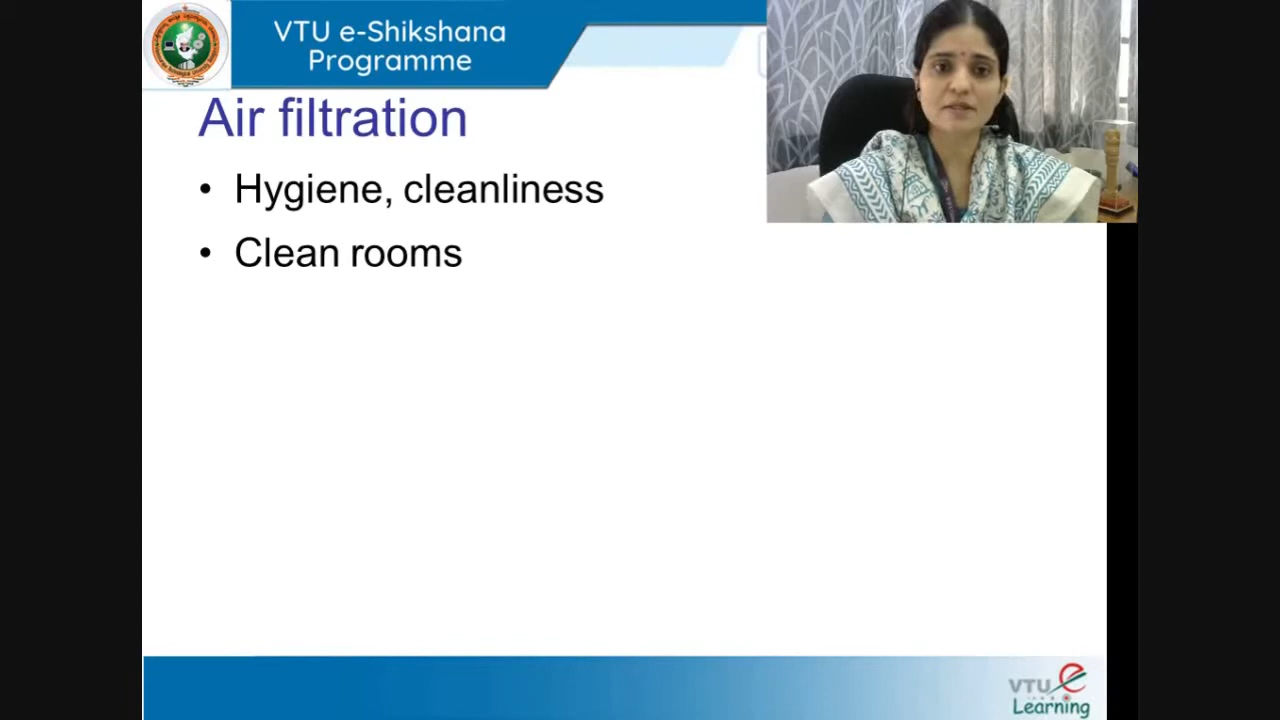 VTU e-Shikshana
Programme
Air filtration
• Hygiene, cleanliness
• Clean rooms
VTU e
Learning